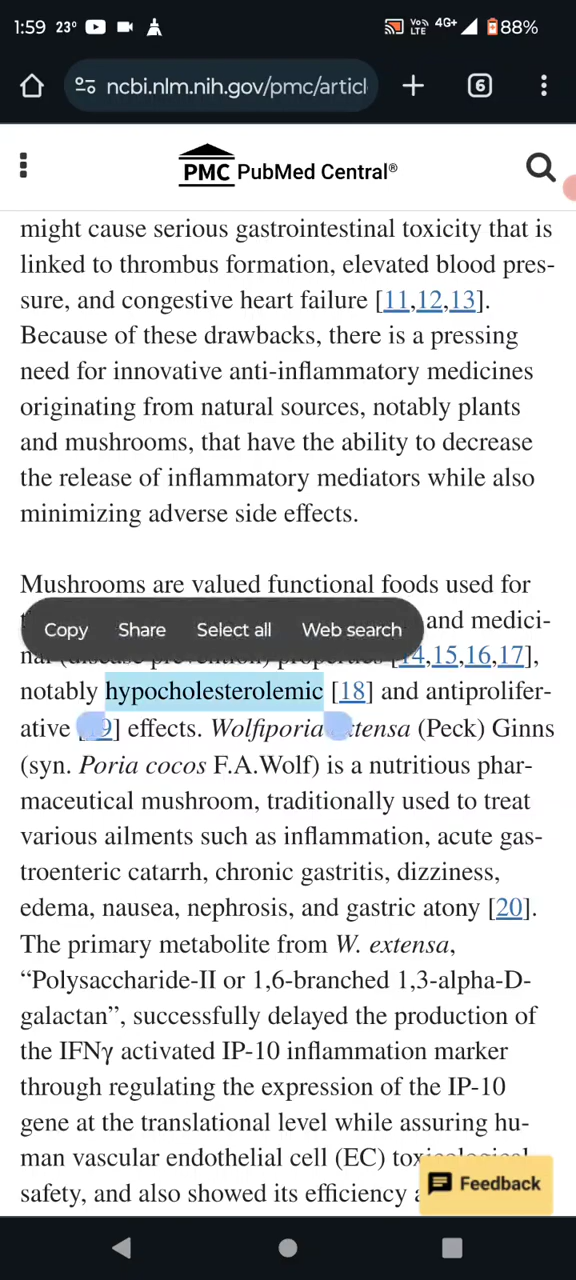 1:59 23° Vo) LTE 4G+ 88%
ncbi.nlm.nih.gov/pmc/articl 6
PMC PubMed Central®
might cause serious gastrointestinal toxicity that is
linked to thrombus formation, elevated blood pres-
sure, and congestive heart failure [11,12,13].
Because of these drawbacks, there is a pressing
need for innovative anti-inflammatory medicines
originating from natural sources, notably plants
and mushrooms, that have the ability to decrease
the release of inflammatory mediators while also
minimizing adverse side effects.
Mushrooms are valued functional foods used for
Copy Share Select all Web search
and medici-
nal (disease prevention) properties [14,15,16,17],
notably hypocholesterolemic [18] and antiprolifer-
ative 9] effects. Wolfiporia extensa (Peck) Ginns
(syn. Poria cocos F.A.Wolf) is a nutritious phar-
maceutical mushroom, traditionally used to treat
various ailments such as inflammation, acute gas-
troenteric catarrh, chronic gastritis, dizziness,
edema, nausea, nephrosis, and gastric atony [20].
The primary metabolite from W. extensa,
“Polysaccharide-II or 1,6-branched 1,3-alpha-D-
galactan”, successfully delayed the production of
the IFNγ activated IP-10 inflammation marker
through regulating the expression of the IP-10
gene at the translational level while assuring hu-
man vascular endothelial cell (EC) toxicological
safety, and also showed its efficiency
Feedback